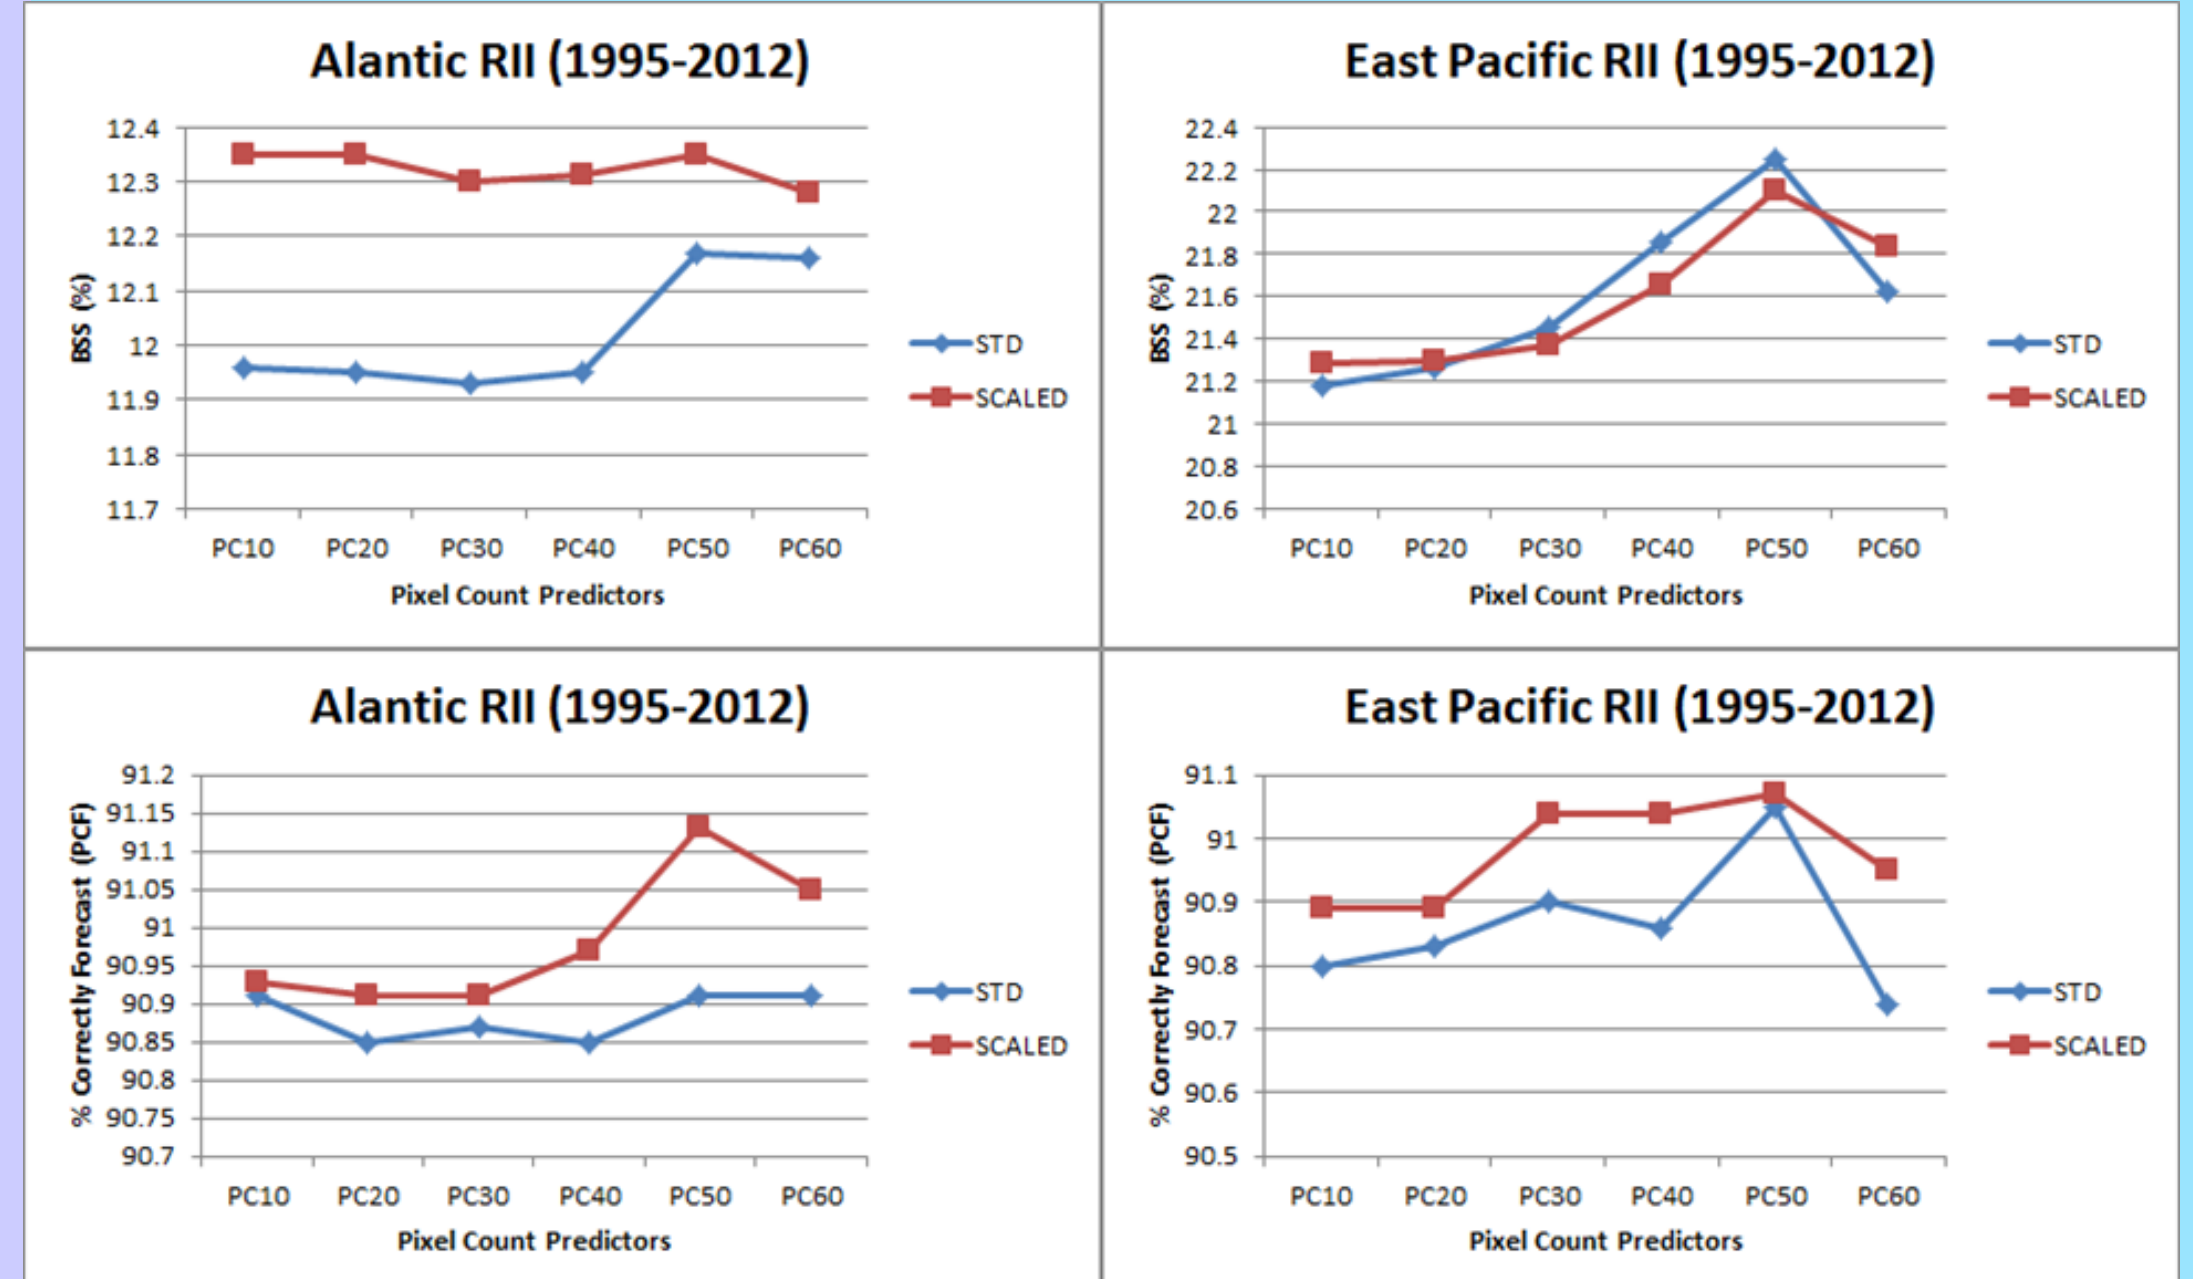 Alantic RII (1995-2012)
12.4
12.3
12.2
12.1
12
11.9
11.8
11.7
BSS (%)
PC10 PC20 PC30 PC40 PC50 PC60
Pixel Count Predictors
STD
SCALED
East Pacific RII (1995-2012)
22.4
22.2
22
21.8
21.6
21.4
21.2
21
20.8
20.6
BSS (%)
PC10 PC20 PC30 PC40 PC50 PC60
Pixel Count Predictors
STD
SCALED
Alantic RII (1995-2012)
91.2
91.15
91.1
91.05
91
90.95
90.9
90.85
90.8
90.75
90.7
% Correctly Forecast (PCF)
PC10 PC20 PC30 PC40 PC50 PC60
Pixel Count Predictors
STD
SCALED
East Pacific RII (1995-2012)
91.1
91
90.9
90.8
90.7
90.6
90.5
% Correctly Forecast (PCF)
PC10 PC20 PC30 PC40 PC50 PC60
Pixel Count Predictors
STD
SCALED